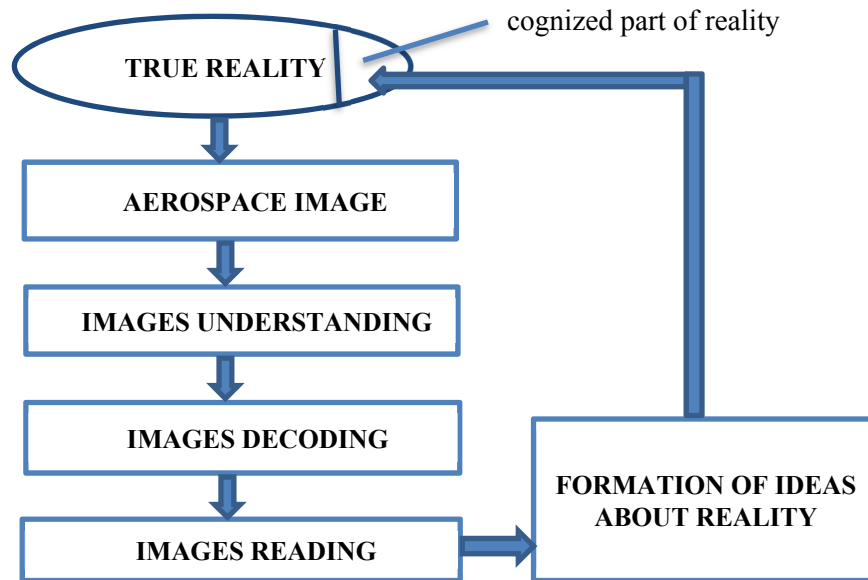 cognized part of reality
TRUE REALITY
AEROSPACE IMAGE
IMAGES UNDERSTANDING
IMAGES DECODING
IMAGES READING
FORMATION OF IDEAS
ABOUT REALITY